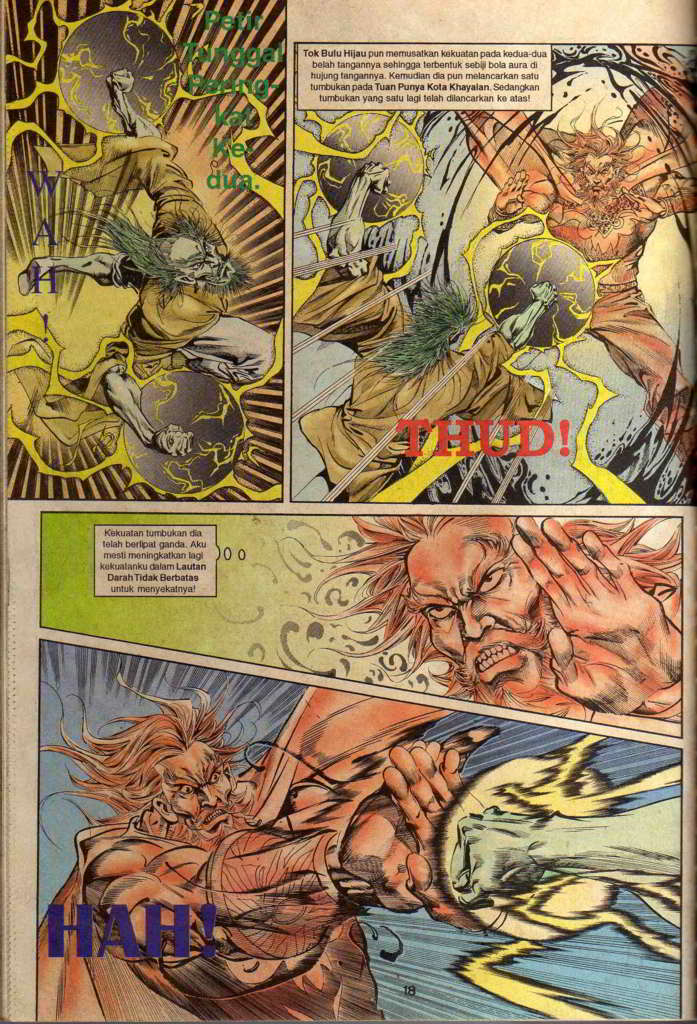 Petir
Tunggal
Pering-
kat
Ke-
dua.
WAH!
Tok Bulu Hijau pun memusatkan kekuatan pada kedua-dua
belah tangannya sehingga terbentuk sebiji bola aura di
hujung tangannya. Kemudian dia pun melancarkan satu
tumbukan pada Tuan Punya Kota Khayalan. Sedangkan
tumbukan yang satu lagi telah dilancarkan ke atas!
THUD!
Kekuatan tumbukan dia
telah berlipat ganda. Aku
mesti meningkatkan lagi
kekuatanku dalam Lautan
Darah Tidak Berbatas
untuk menyekatnya!
HAH!
18